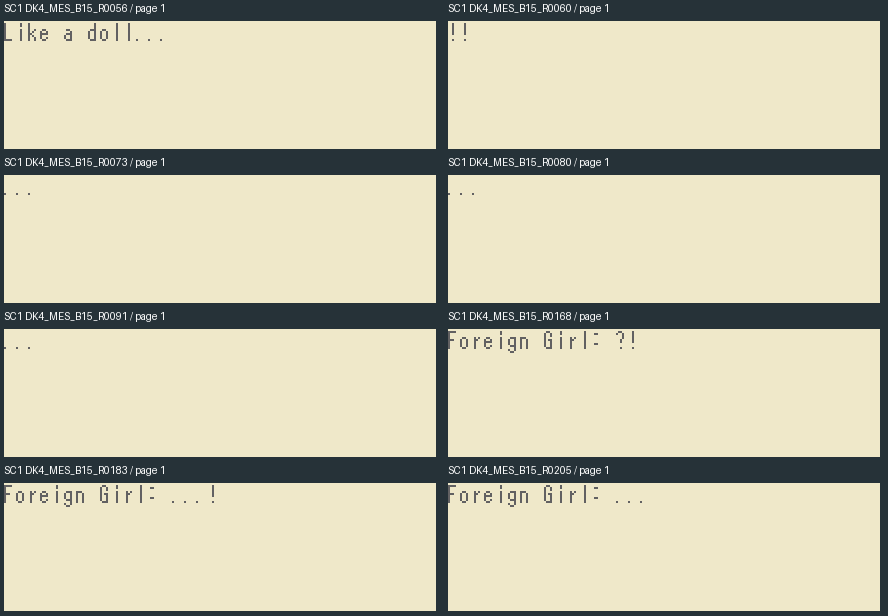 SC1 DK4_MES_B15_R0056 / page 1
Like a doll...
SC1 DK4_MES_B15_R0060 / page 1
!!
SC1 DK4_MES_B15_R0073 / page 1
...
SC1 DK4_MES_B15_R0080 / page 1
...
SC1 DK4_MES_B15_R0091 / page 1
...
SC1 DK4_MES_B15_R0168 / page 1
Foreign Girl: ?!
SC1 DK4_MES_B15_R0183 / page 1
Foreign Girl: ...!
SC1 DK4_MES_B15_R0205 / page 1
Foreign Girl: ...